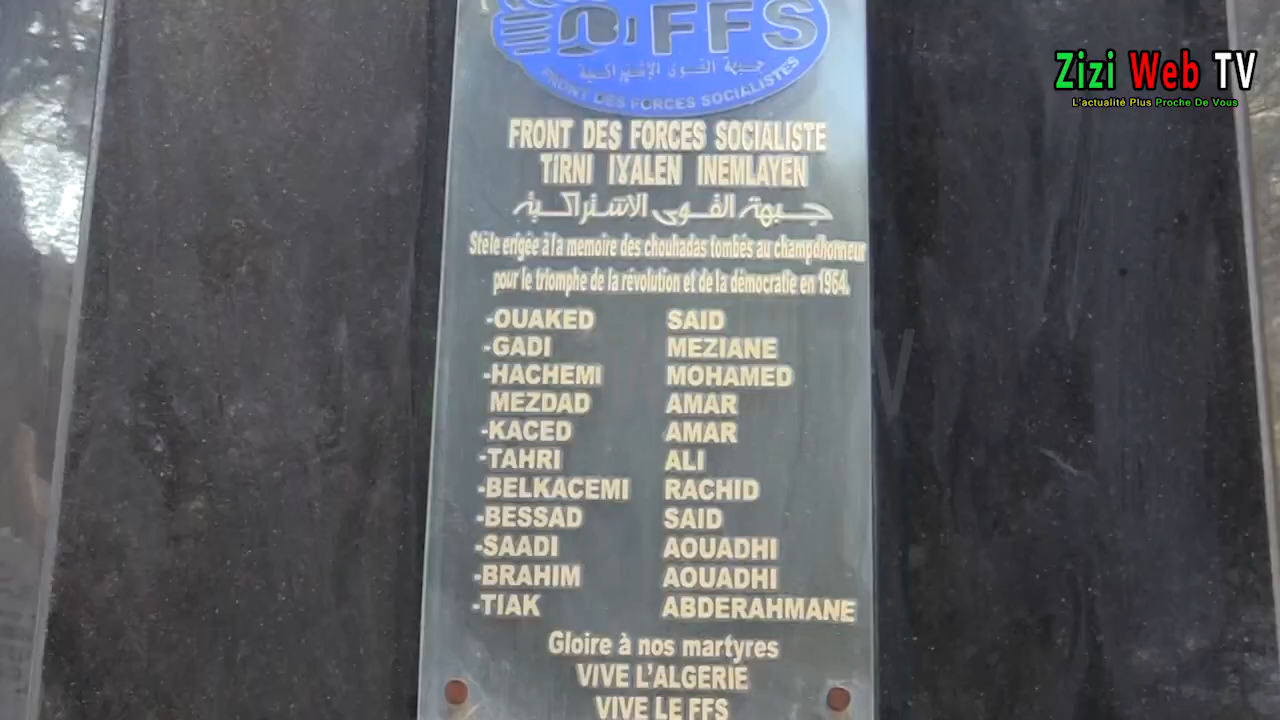 FFS
جبهة القوى الإشتراكية
FRONT DES FORCES SOCIALISTES
FRONT DES FORCES SOCIALISTE
TIRNI IƔALEN INEMLAYEN
جبهة القوى الاشتراكية
Stèle erigée à la memoire des chouhadas tombés au champdhonneur
pour le triomphe de la révolution et de la démocratie en 1964.
-OUAKED SAID
-GADI MEZIANE
-HACHEMI MOHAMED
MEZDAD AMAR
-KACED AMAR
-TAHRI ALI
-BELKACEMI RACHID
-BESSAD SAID
-SAADI AOUADHI
-BRAHIM AOUADHI
-TIAK ABDERAHMANE
Gloire à nos martyres
VIVE L'ALGERIE
VIVE LE FFS
Zizi Web TV
L'actualité Plus Proche De Vous